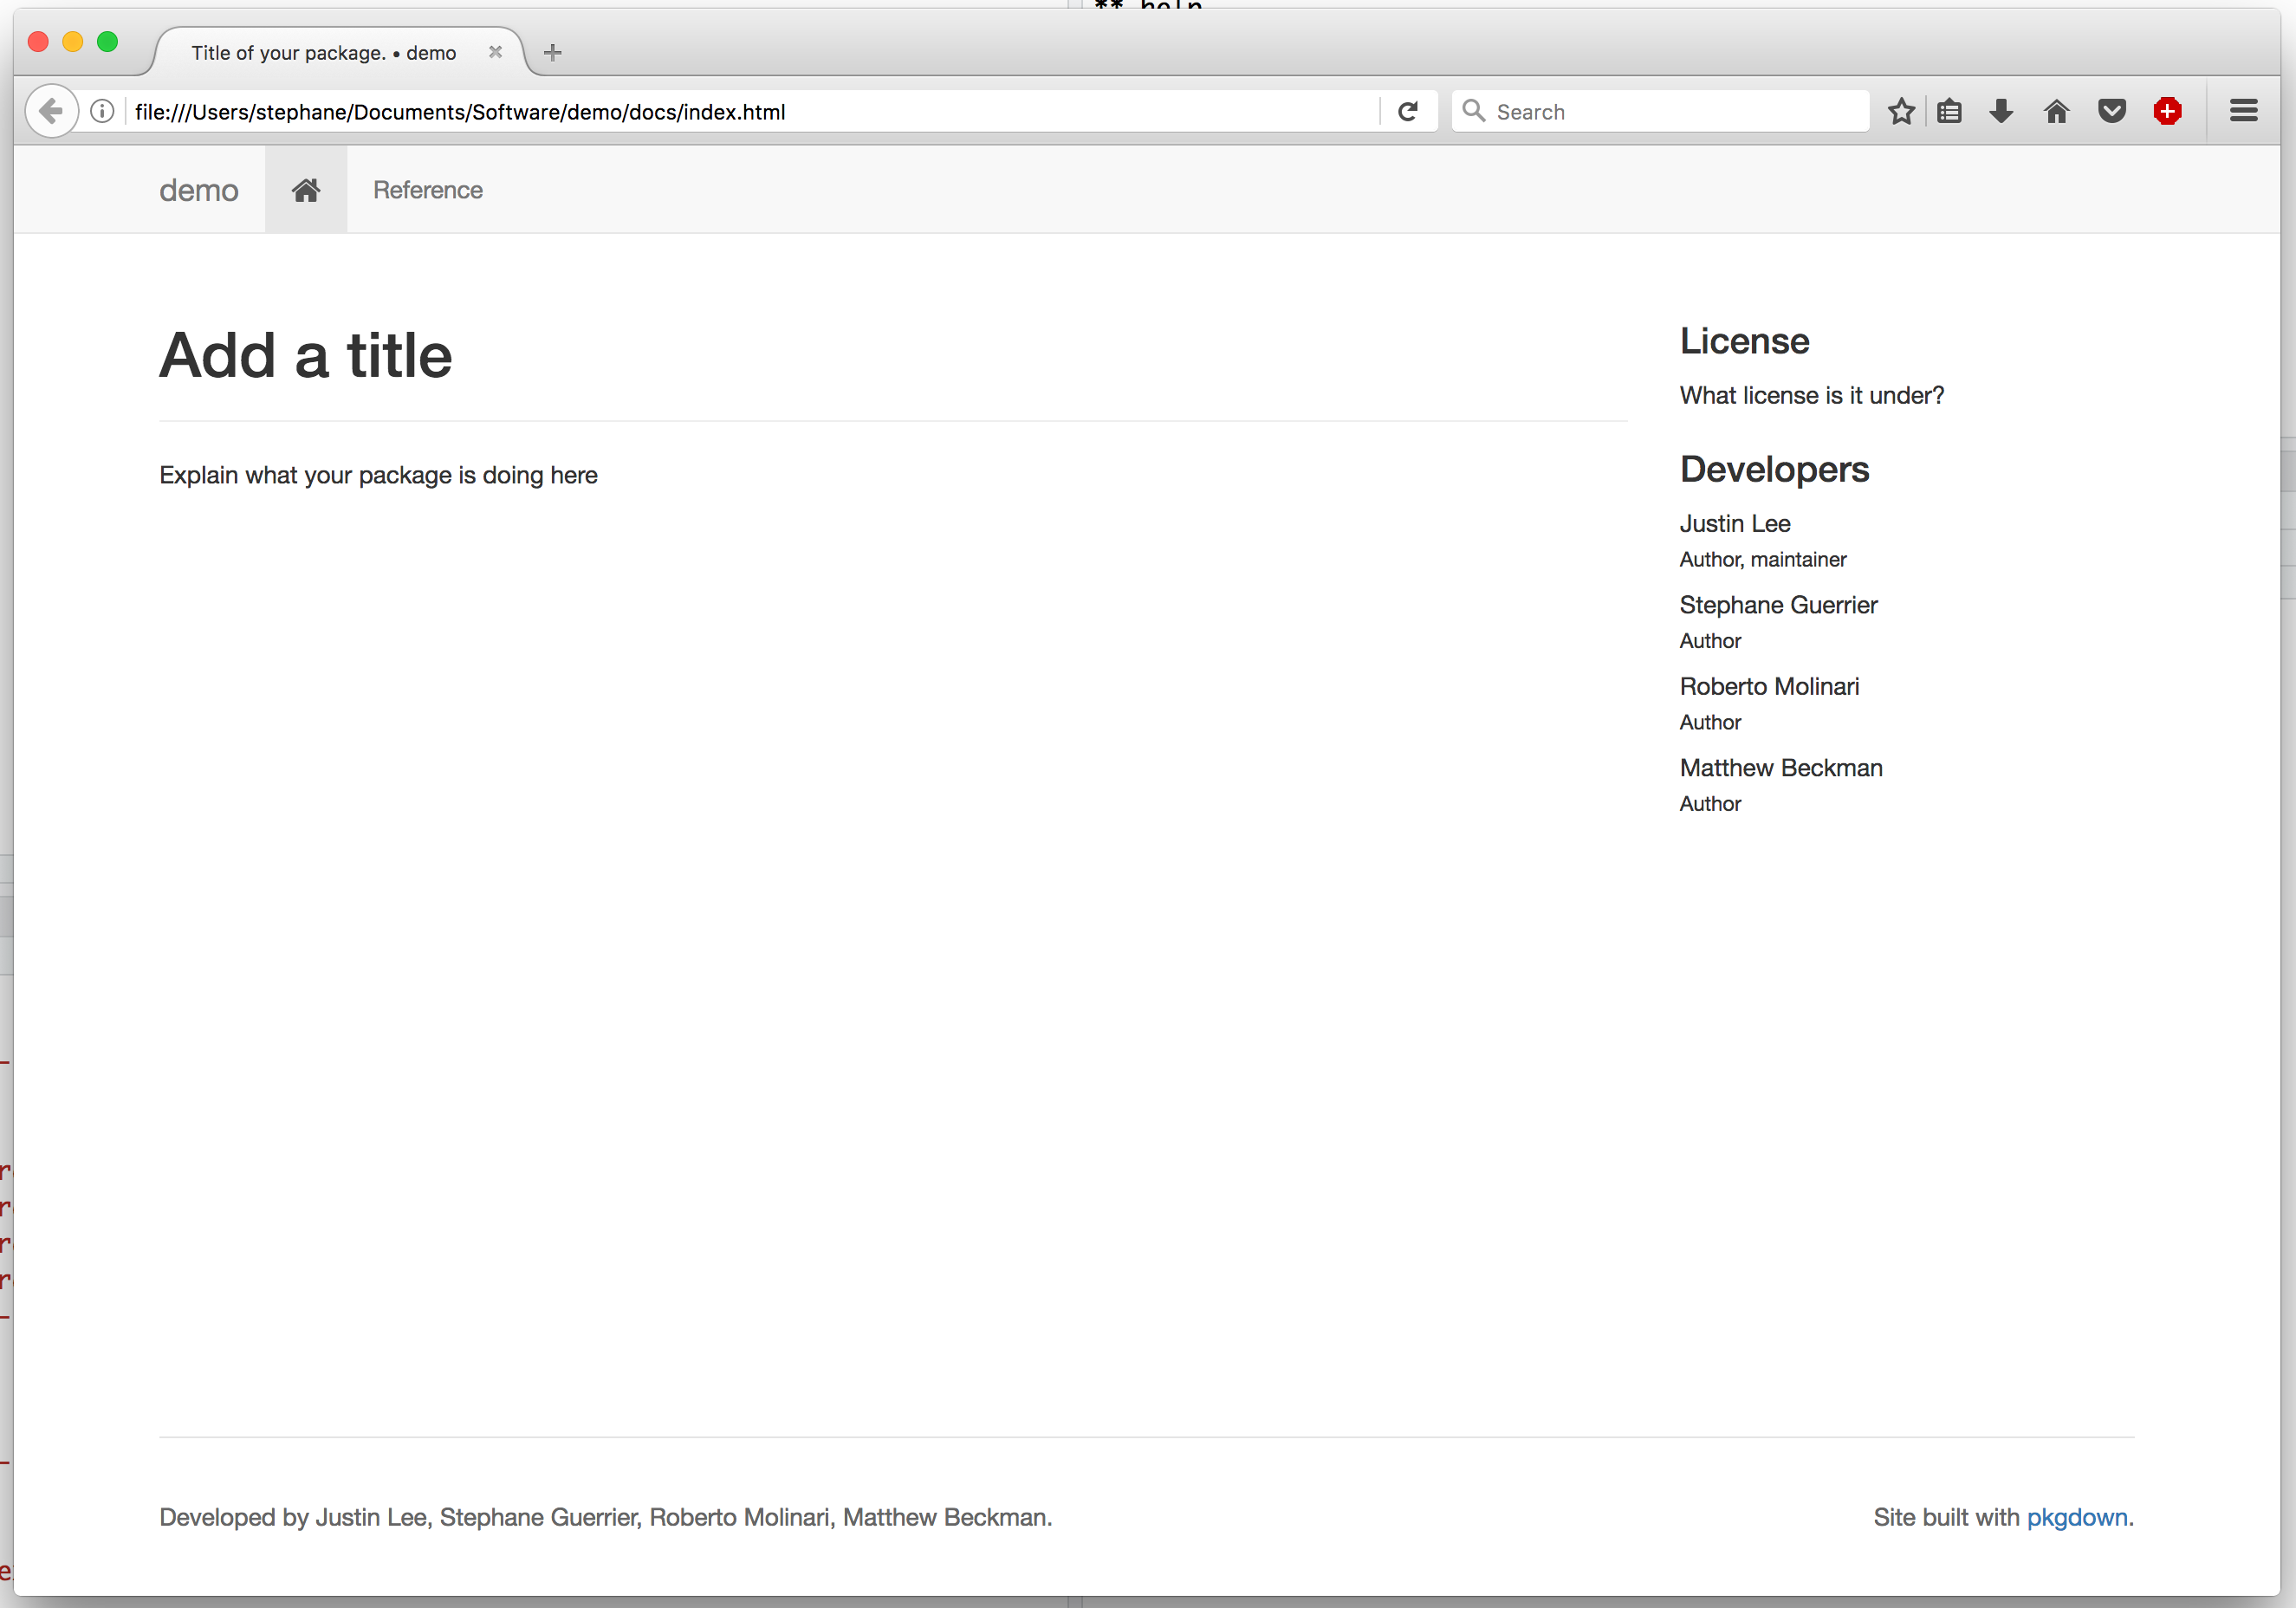 ** help
Title of your package. • demo
file:///Users/stephane/Documents/Software/demo/docs/index.html
Search
demo
Reference
Add a title
Explain what your package is doing here
License
What license is it under?
Developers
Justin Lee
Author, maintainer
Stephane Guerrier
Author
Roberto Molinari
Author
Matthew Beckman
Author
Developed by Justin Lee, Stephane Guerrier, Roberto Molinari, Matthew Beckman.
Site built with pkgdown.